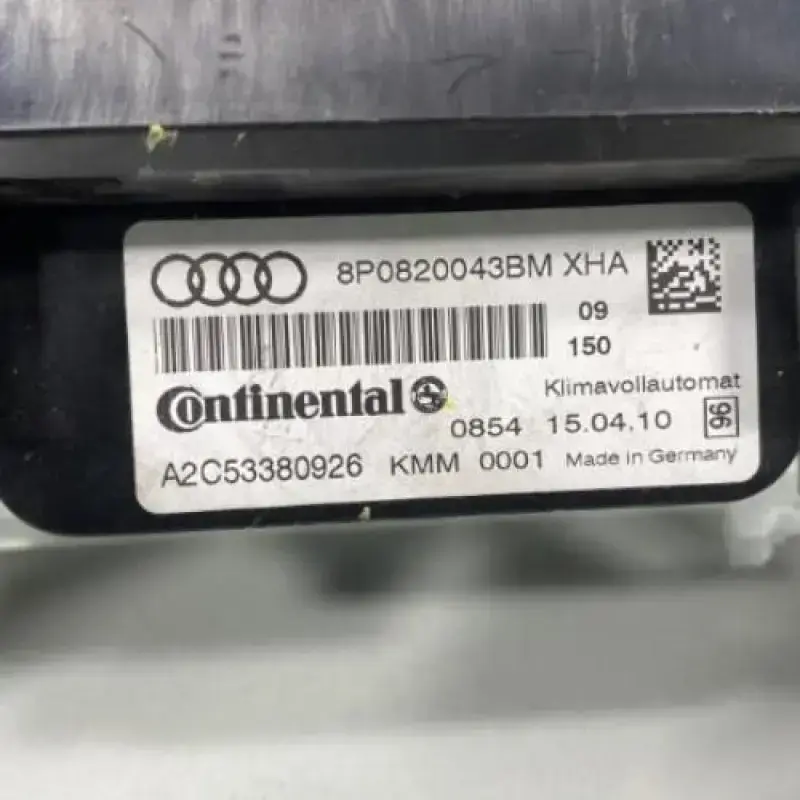 8P0820043BM XHA
09
150
Continental
Klimavollautomat
0854 15.04.10
96
A2C53380926 KMM 0001 Made in Germany